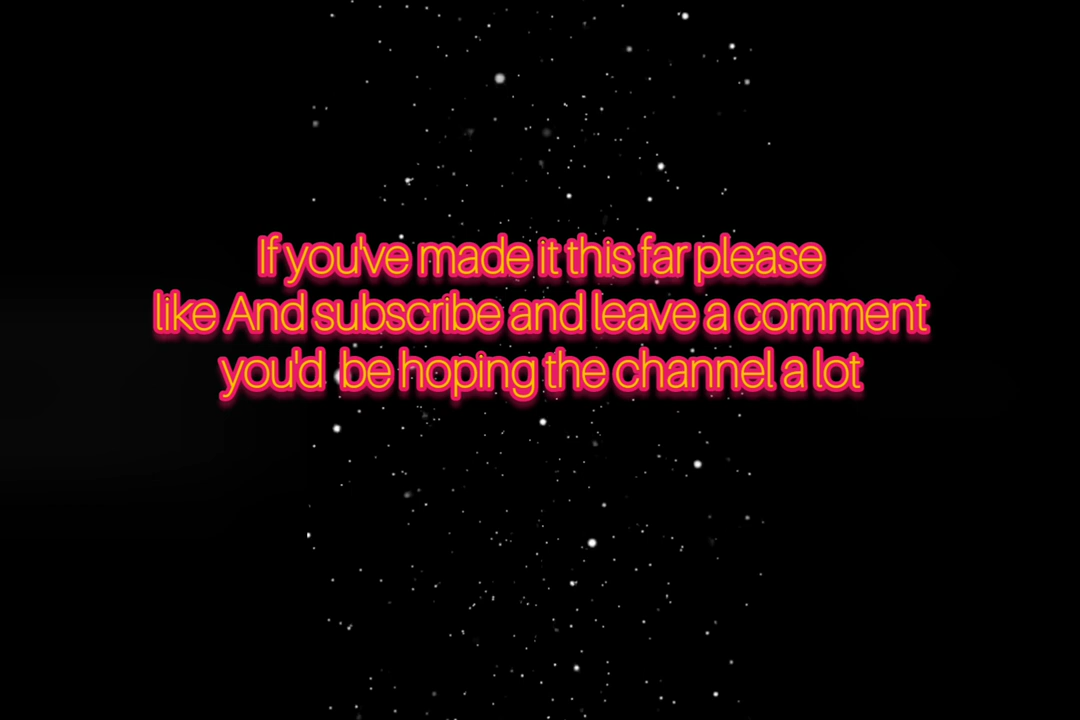 If you've made it this far please
like And subscribe and leave a comment
you'd be hoping the channel a lot